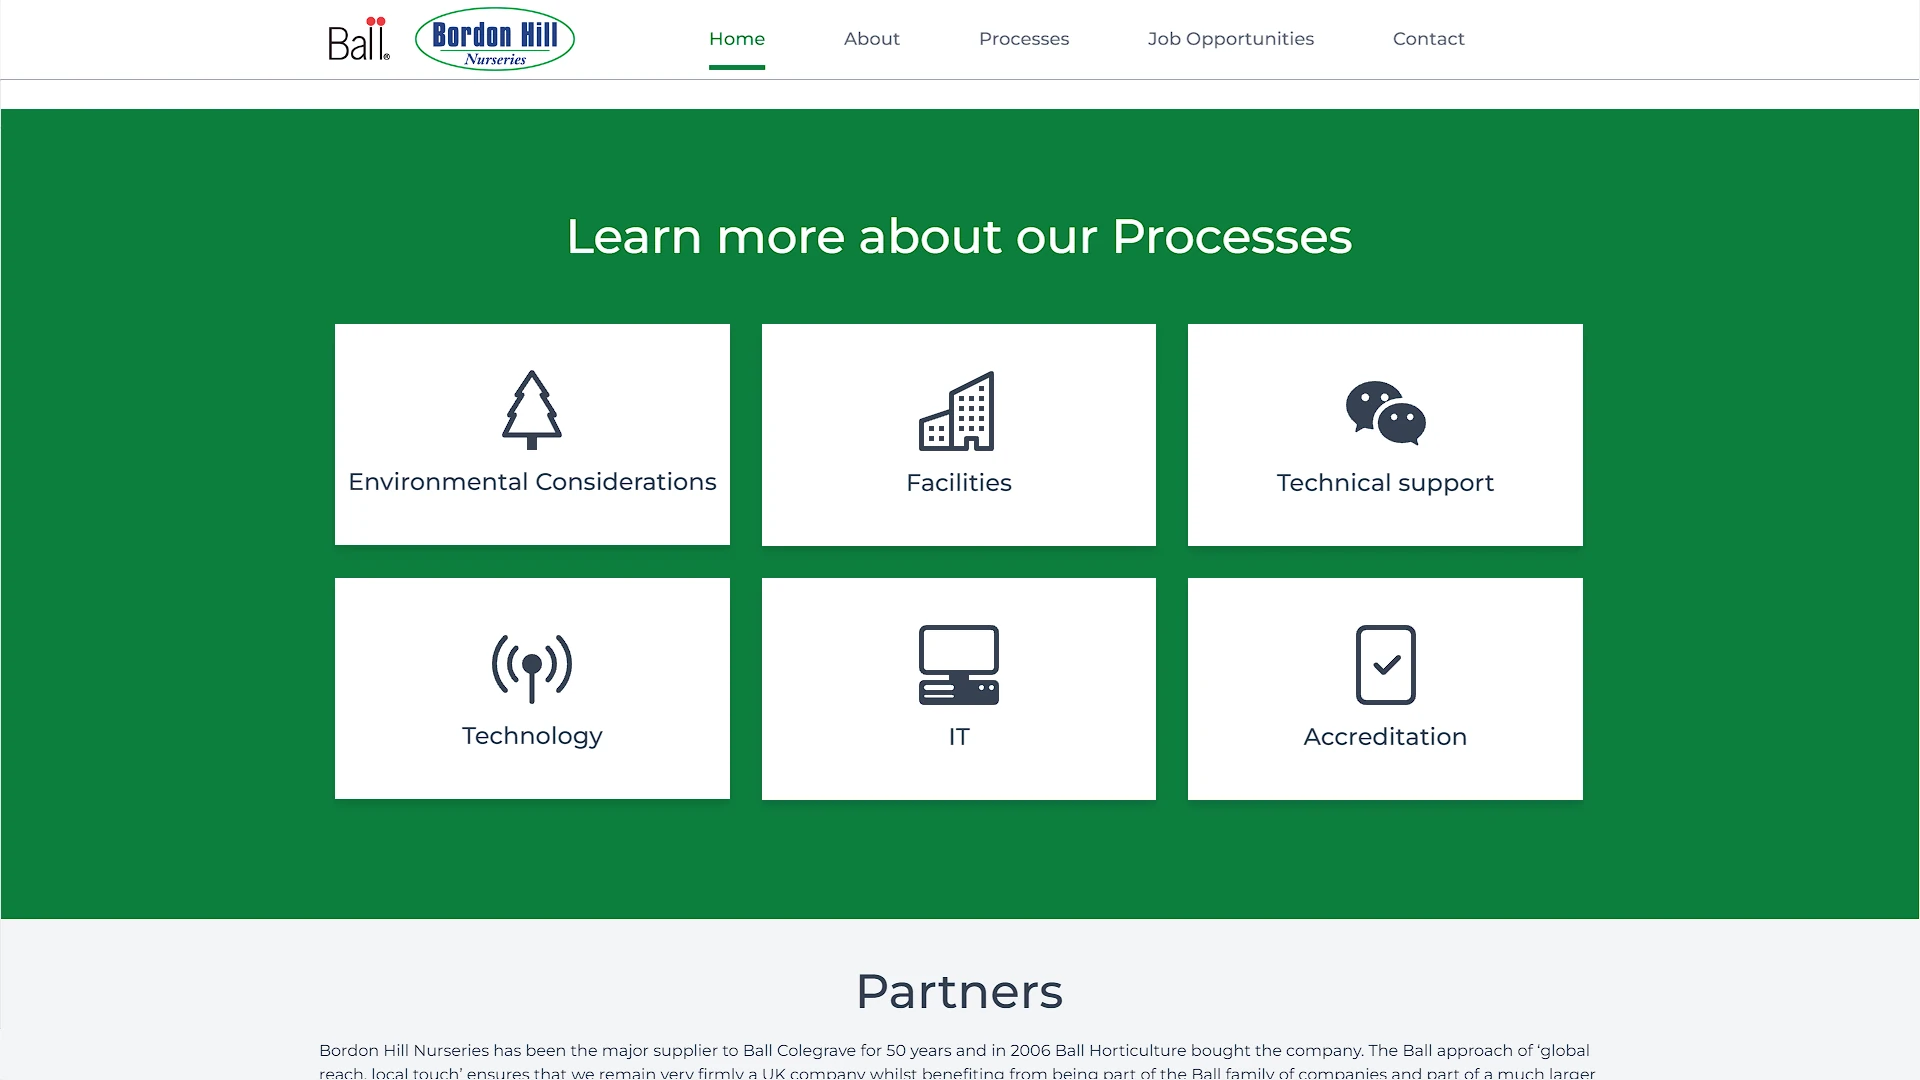 Ball®
Bordon Hill
Nurseries
Home
About
Processes
Job Opportunities
Contact
Learn more about our Processes
Environmental Considerations
Facilities
Technical support
Technology
IT
Accreditation
Partners
Bordon Hill Nurseries has been the major supplier to Ball Colegrave for 50 years and in 2006 Ball Horticulture bought the company. The Ball approach of ‘global
reach, local touch’ ensures that we remain very firmly a UK company whilst benefiting from being part of the Ball family of companies and part of a much larger